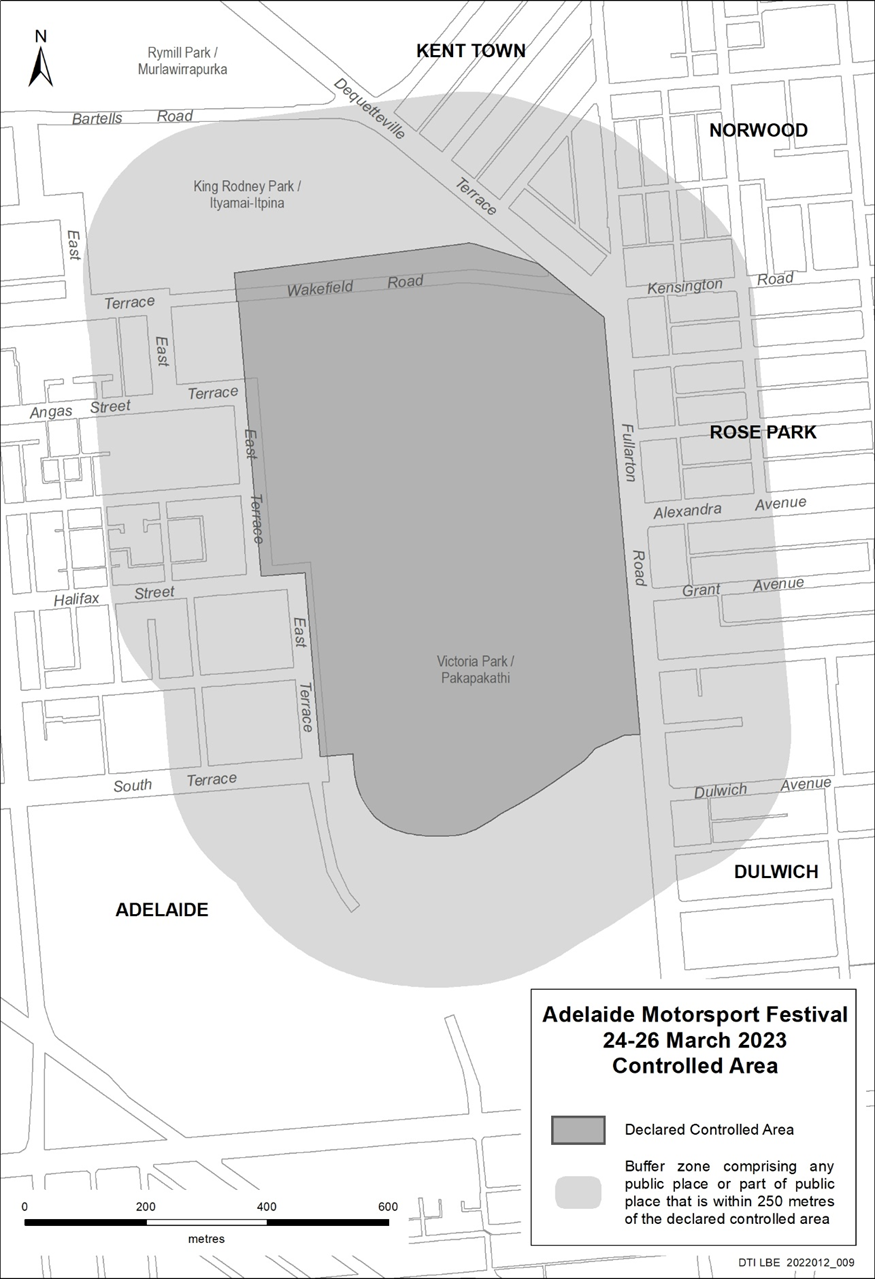 N
Rymill Park /
Murlawirrapurka
KENT TOWN
Dequetteville
Terrace
Bartells Road
NORWOOD
King Rodney Park /
Ityamai-Itpina
East
Terrace
Wakefield Road
Kensington Road
East
Terrace
Angas Street
East
Terrace
Fullarton
Road
ROSE PARK
Alexandra Avenue
Halifax Street
Grant Avenue
East
Terrace
Victoria Park /
Pakapakathi
South Terrace
Dulwich Avenue
DULWICH
ADELAIDE
Adelaide Motorsport Festival
24-26 March 2023
Controlled Area
Declared Controlled Area
Buffer zone comprising any
public place or part of public
place that is within 250 metres
of the declared controlled area
0 200 400 600
metres
DTI LBE 2022012_009